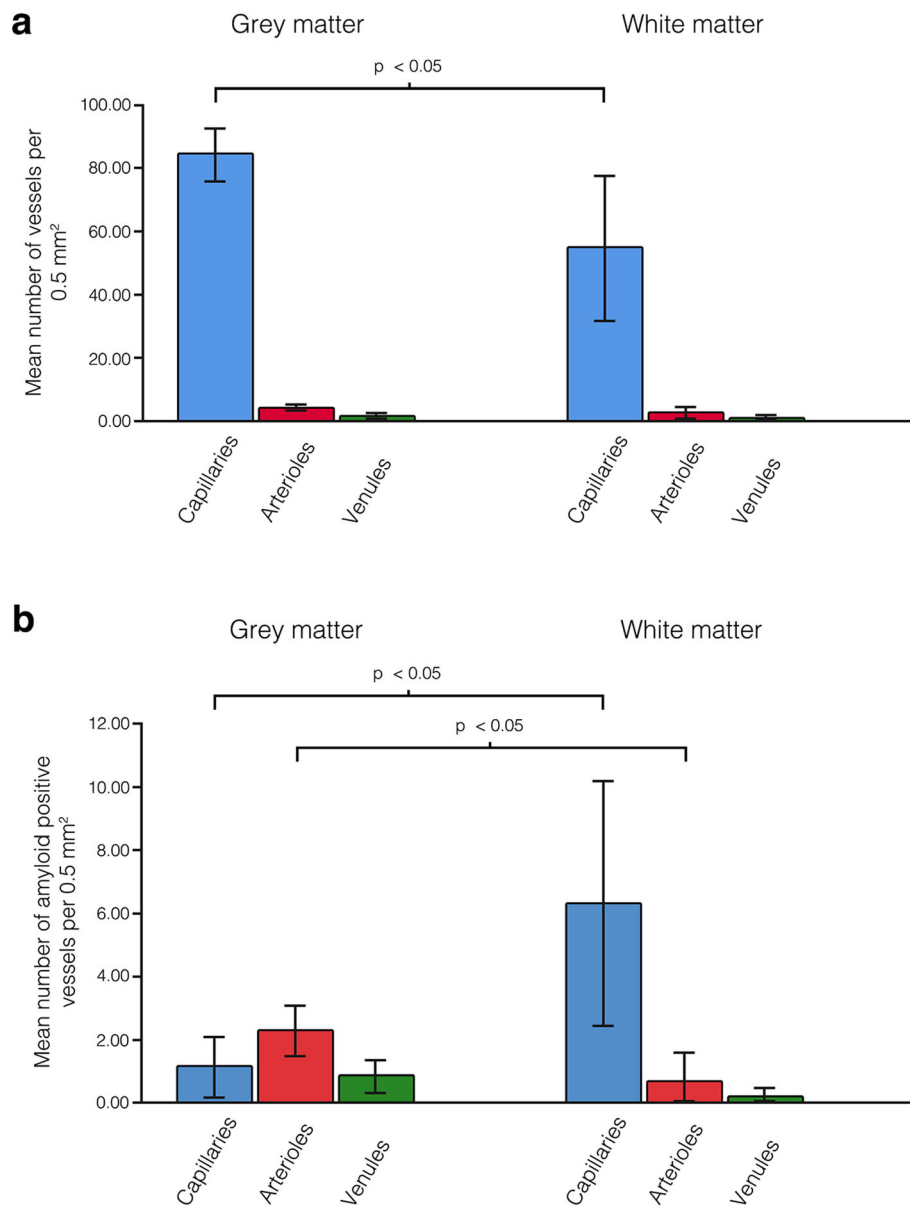 a
Grey matter
White matter
p < 0.05
Mean number of vessels per
0.5 mm²
100.00
80.00
60.00
40.00
20.00
0.00
Capillaries
Arterioles
Venules
Capillaries
Arterioles
Venules
b
Grey matter
White matter
p < 0.05
p < 0.05
Mean number of amyloid positive
vessels per 0.5 mm²
12.00
10.00
8.00
6.00
4.00
2.00
0.00
Capillaries
Arterioles
Venules
Capillaries
Arterioles
Venules